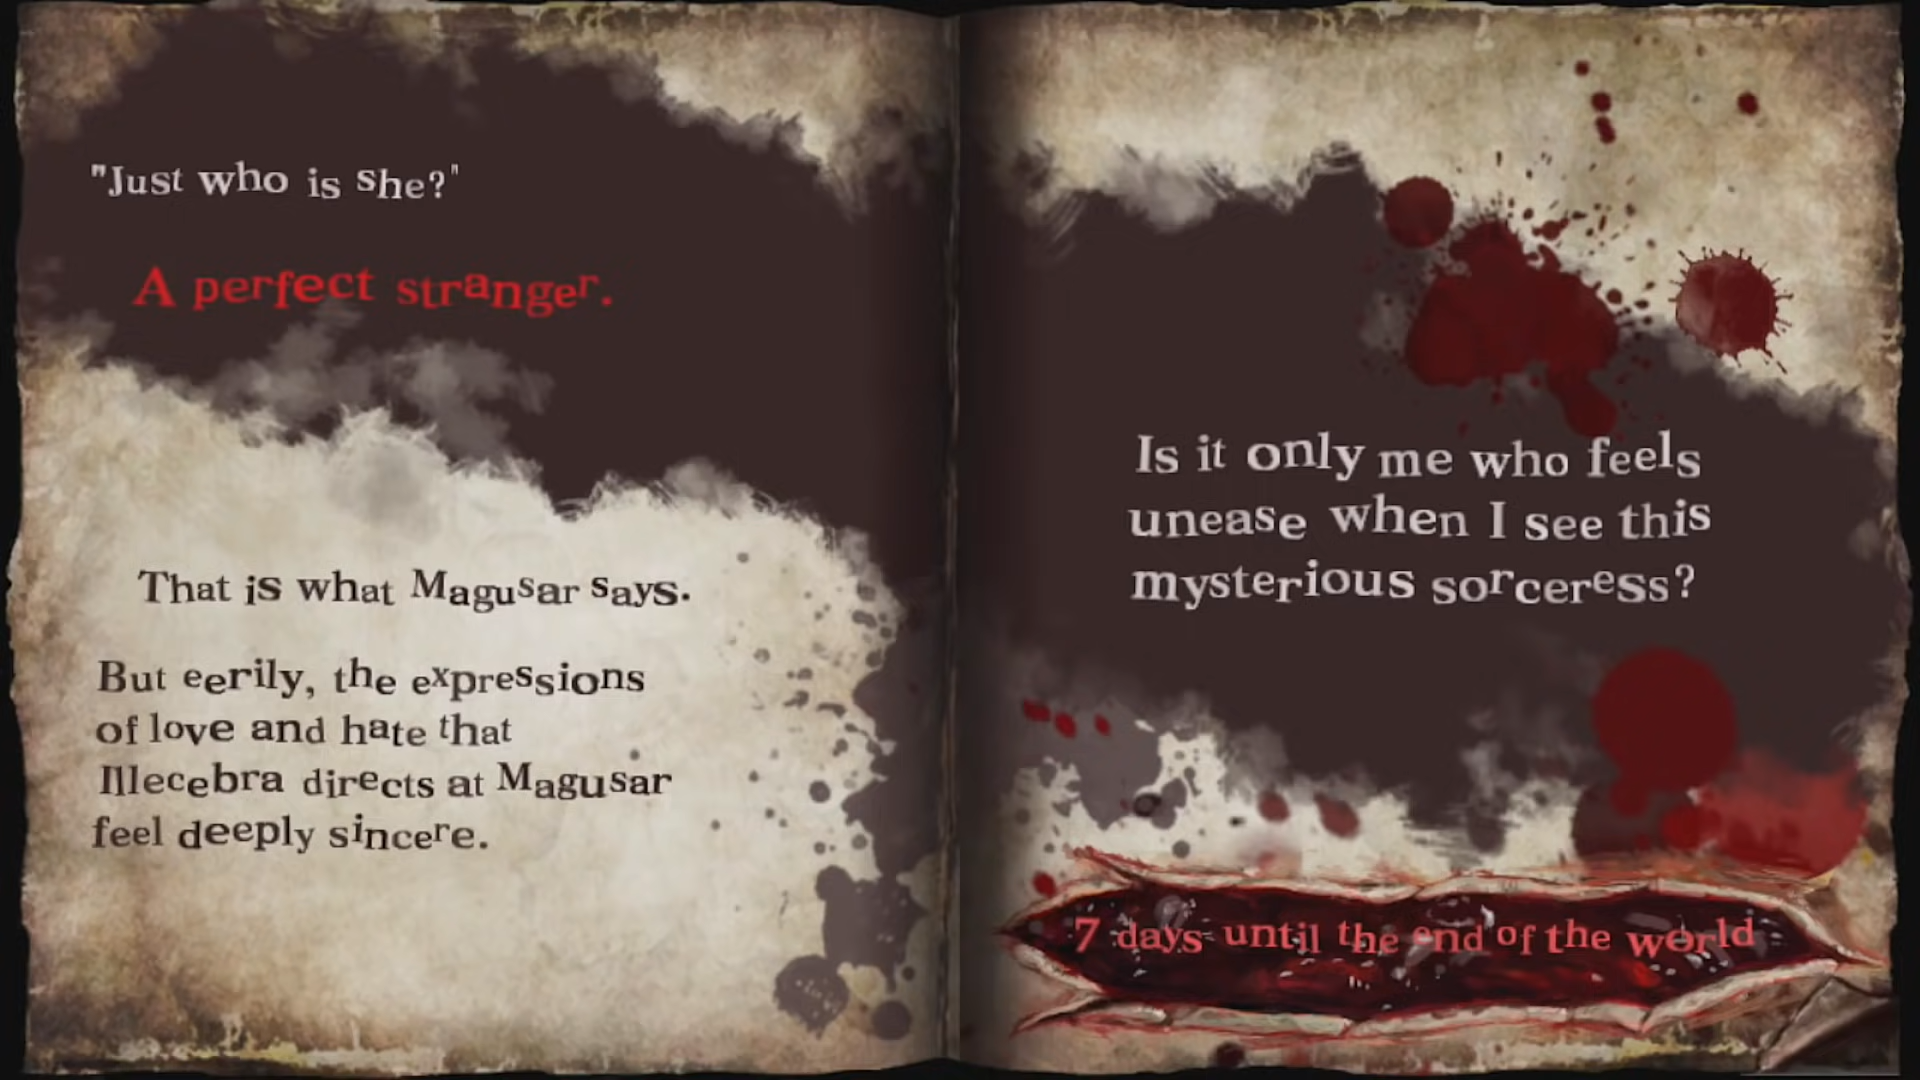 "Just who is she?"
A perfect stranger.
That is what Magusar says.
But eerily, the expressions
of love and hate that
Illecebra directs at Magusar
feel deeply sincere.
Is it only me who feels
unease when I see this
mysterious sorceress?
7 days until the end of the world